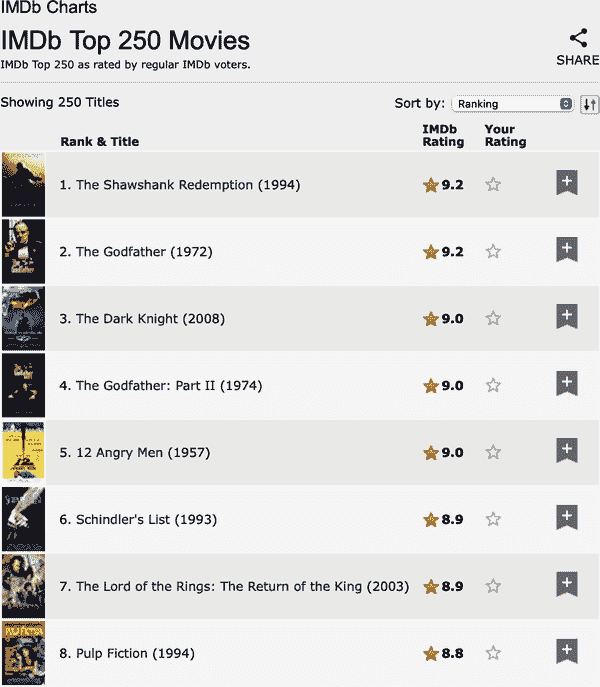 IMDb Charts
IMDb Top 250 Movies
SHARE
IMDb Top 250 as rated by regular IMDb voters.
Showing 250 Titles
Sort by: Ranking
Rank & Title IMDb Rating Your Rating
1. The Shawshank Redemption (1994) 9.2
2. The Godfather (1972) 9.2
3. The Dark Knight (2008) 9.0
4. The Godfather: Part II (1974) 9.0
5. 12 Angry Men (1957) 9.0
6. Schindler's List (1993) 8.9
7. The Lord of the Rings: The Return of the King (2003) 8.9
8. Pulp Fiction (1994) 8.8